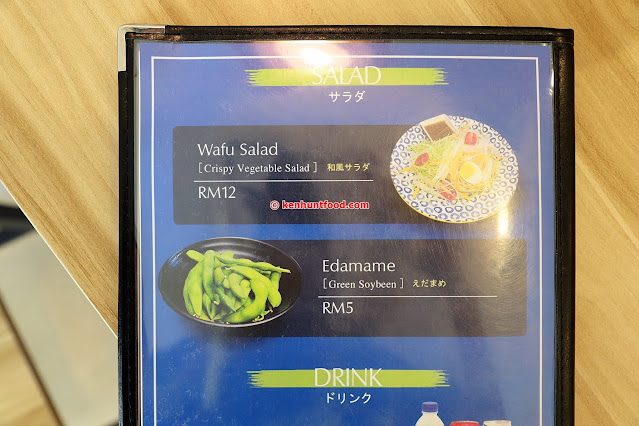 SALAD
サラダ
Wafu Salad
[ Crispy Vegetable Salad ] 和風サラダ
RM12
© kenhuntfood.com
Edamame
[ Green Soybeen ] えだまめ
RM5
DRINK
ドリンク